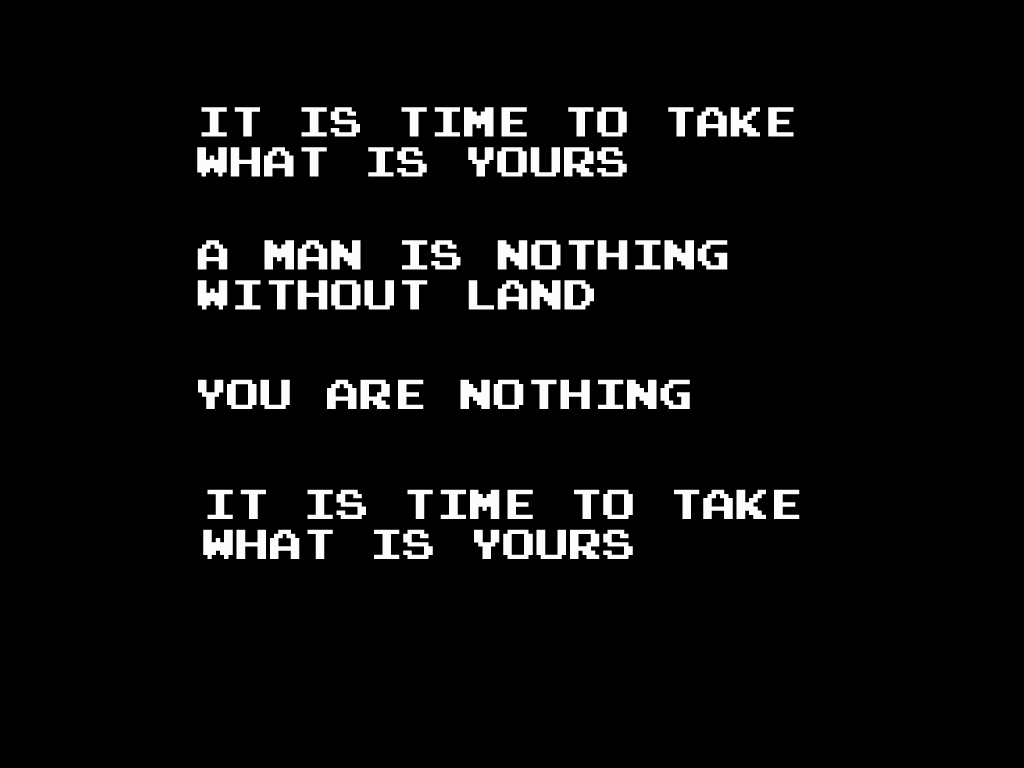 IT IS TIME TO TAKE
WHAT IS YOURS
A MAN IS NOTHING
WITHOUT LAND
YOU ARE NOTHING
IT IS TIME TO TAKE
WHAT IS YOURS